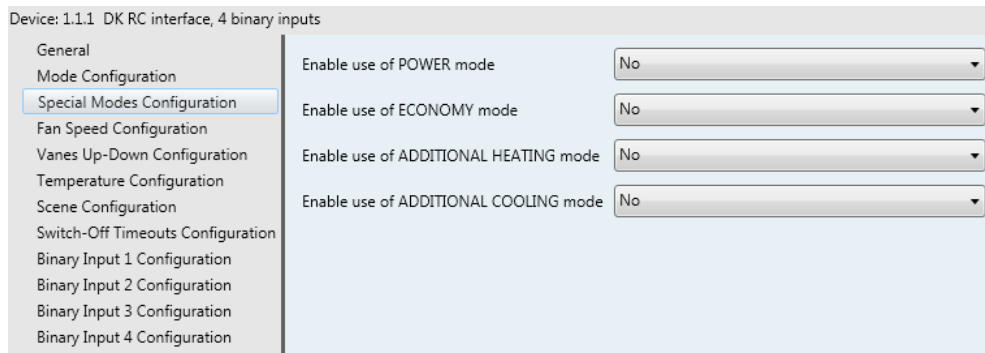 Device: 1.1.1  DK RC interface, 4 binary inputs
General
Mode Configuration
Special Modes Configuration
Fan Speed Configuration
Vanes Up-Down Configuration
Temperature Configuration
Scene Configuration
Switch-Off Timeouts Configuration
Binary Input 1 Configuration
Binary Input 2 Configuration
Binary Input 3 Configuration
Binary Input 4 Configuration
Enable use of POWER mode No
Enable use of ECONOMY mode No
Enable use of ADDITIONAL HEATING mode No
Enable use of ADDITIONAL COOLING mode No